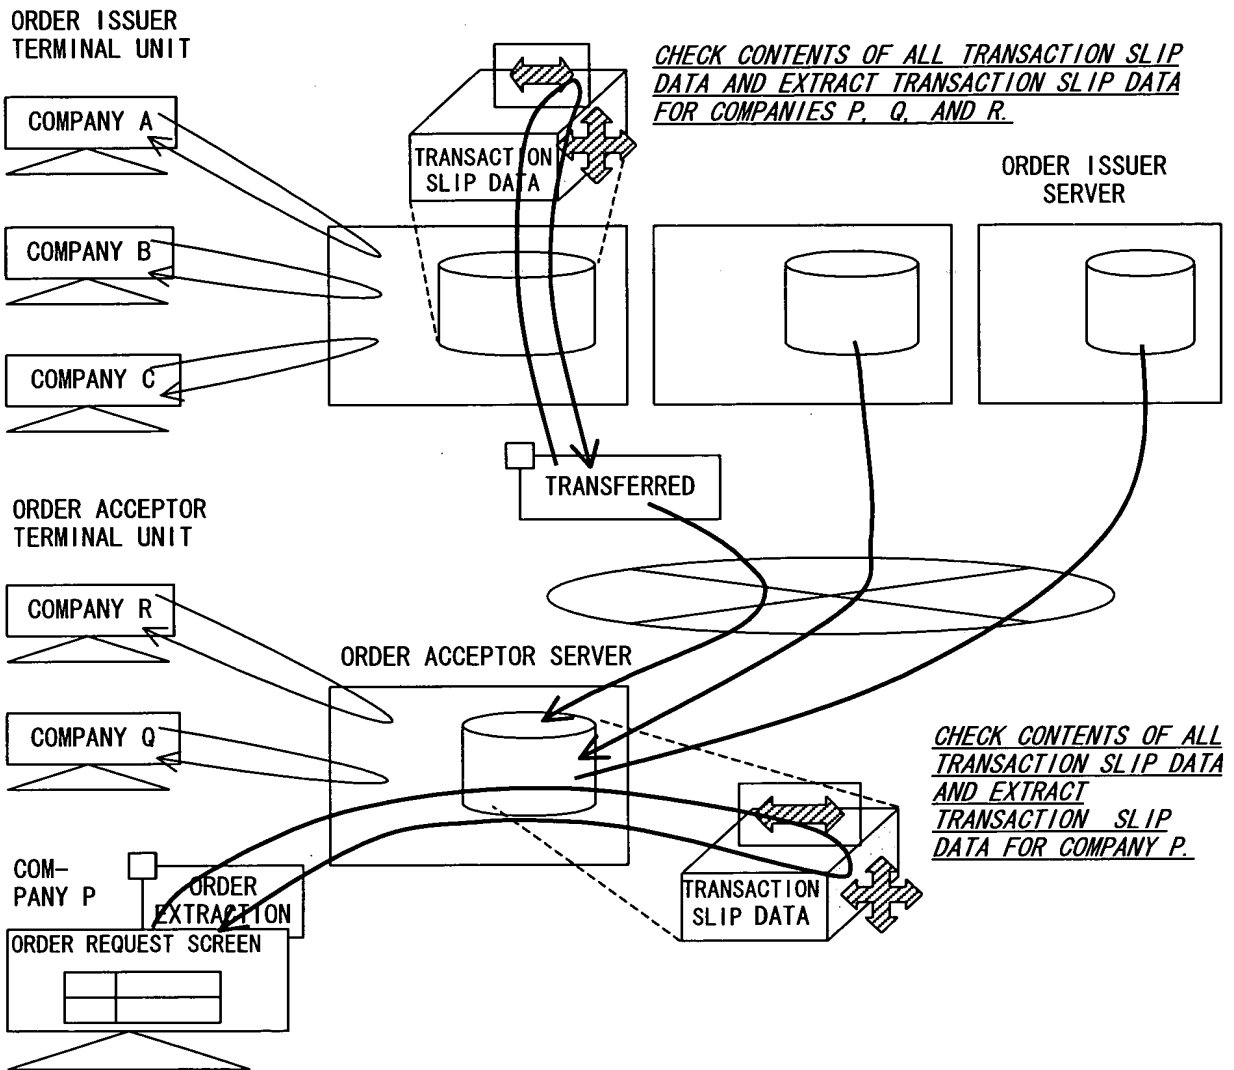 ORDER ISSUER
TERMINAL UNIT
CHECK CONTENTS OF ALL TRANSACTION SLIP
DATA AND EXTRACT TRANSACTION SLIP DATA
FOR COMPANIES P, Q, AND R.
COMPANY A
TRANSACTION
SLIP DATA
ORDER ISSUER
SERVER
COMPANY B
COMPANY C
TRANSFERRED
ORDER ACCEPTOR
TERMINAL UNIT
COMPANY R
ORDER ACCEPTOR SERVER
COMPANY Q
CHECK CONTENTS OF ALL
TRANSACTION SLIP DATA
AND EXTRACT
TRANSACTION SLIP
DATA FOR COMPANY P.
COM-
PANY P
ORDER
EXTRACTION
TRANSACTION
SLIP DATA
ORDER REQUEST SCREEN